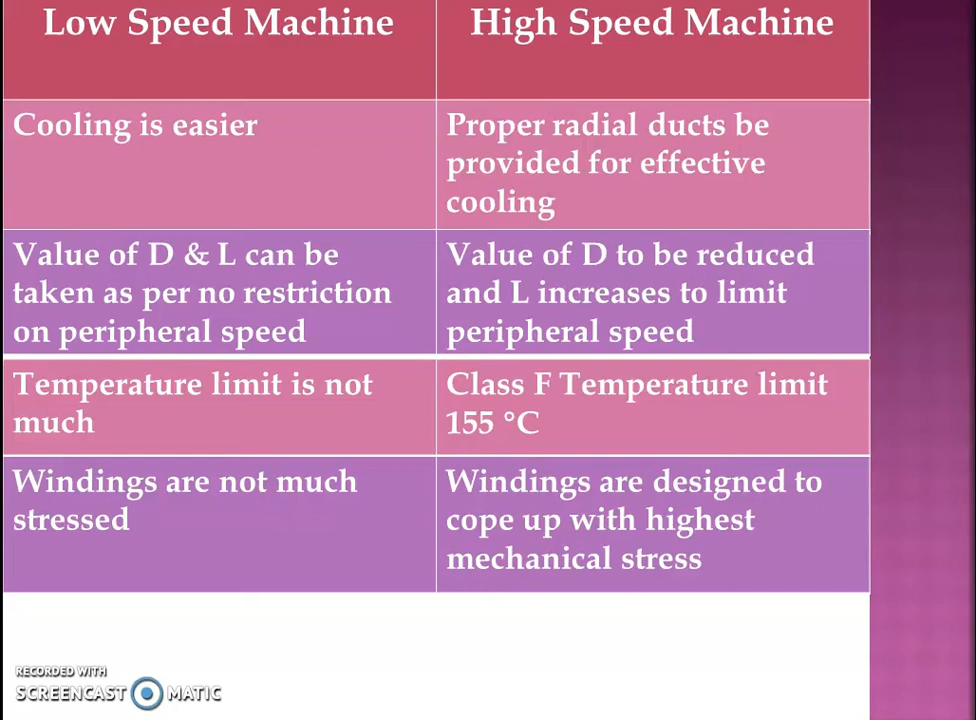 Low Speed Machine
High Speed Machine
Cooling is easier
Proper radial ducts be
provided for effective
cooling
Value of D & L can be
taken as per no restriction
on peripheral speed
Value of D to be reduced
and L increases to limit
peripheral speed
Temperature limit is not
much
Class F Temperature limit
155 °C
Windings are not much
stressed
Windings are designed to
cope up with highest
mechanical stress
RECORDED WITH
SCREENCAST MATIC